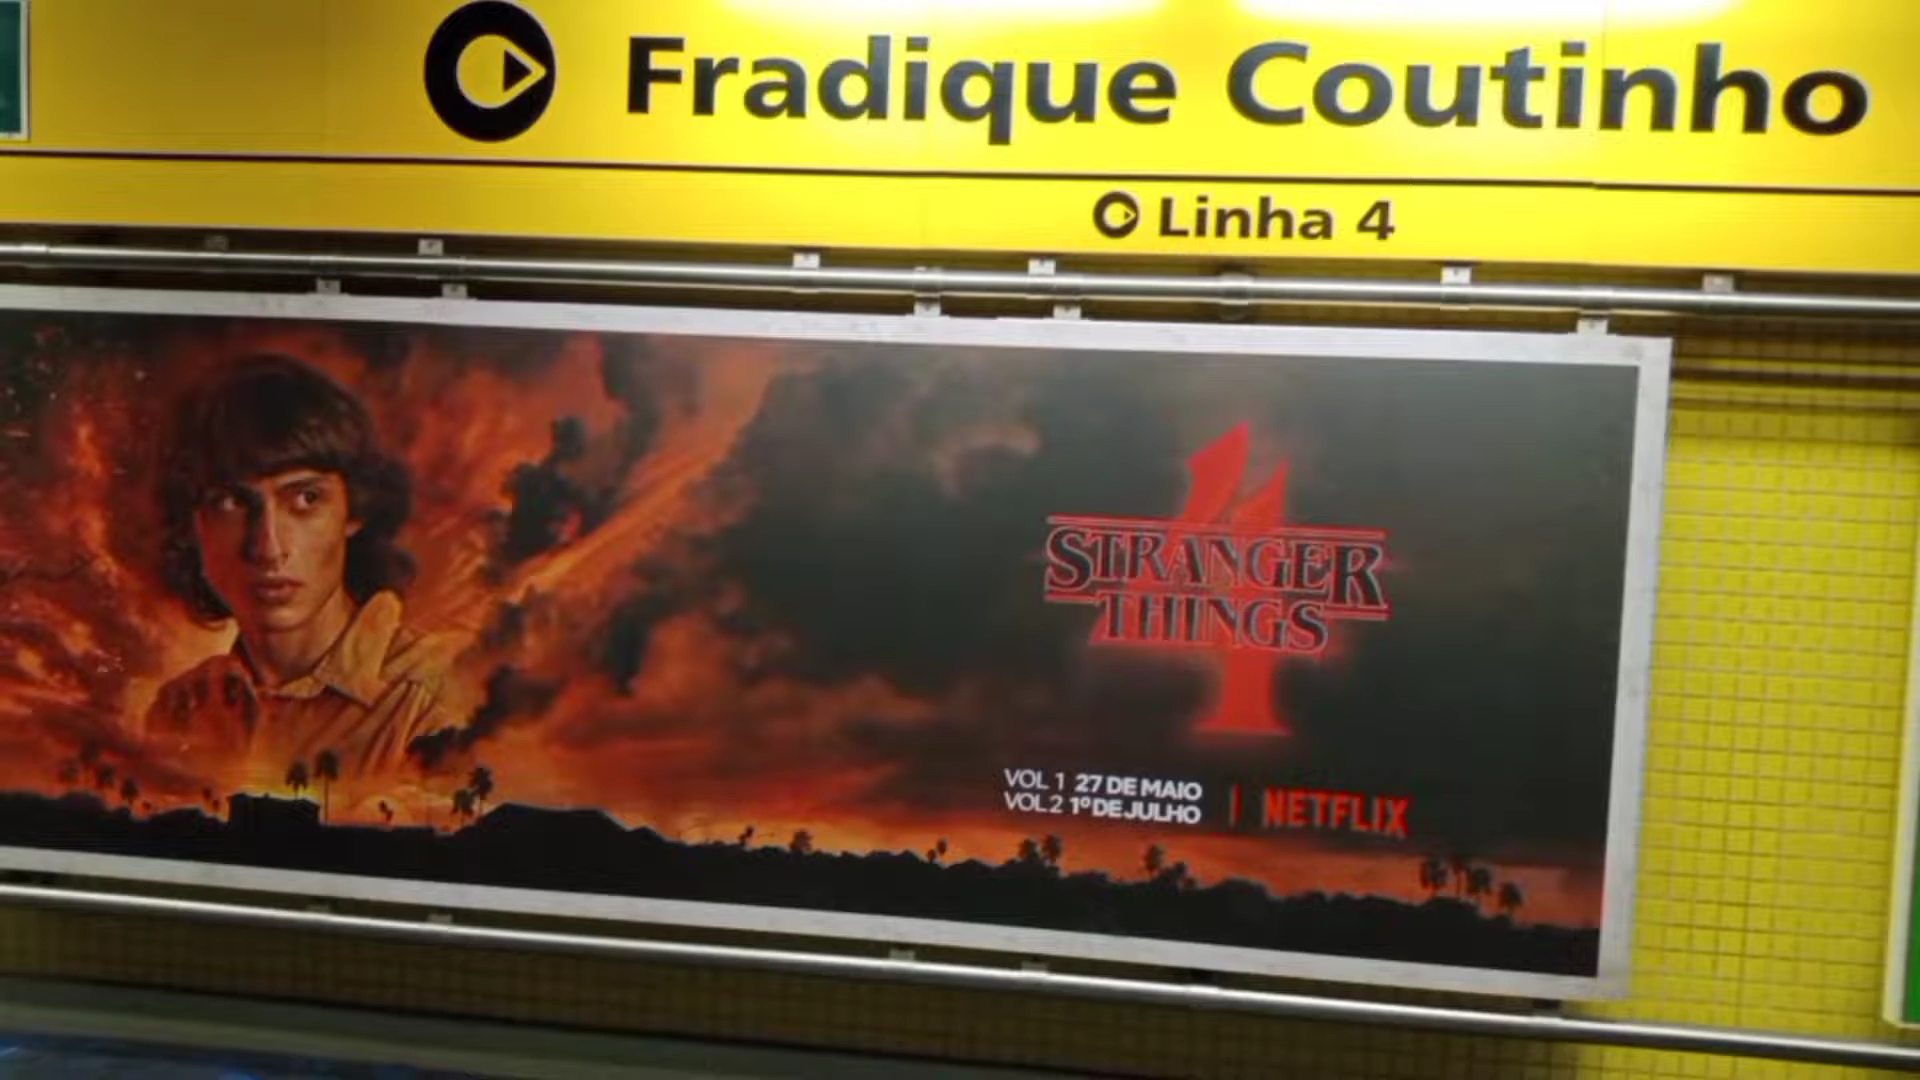 Fradique Coutinho
Linha 4
4
STRANGER
THINGS
VOL 1 27 DE MAIO
VOL 2 1º DE JULHO
NETFLIX